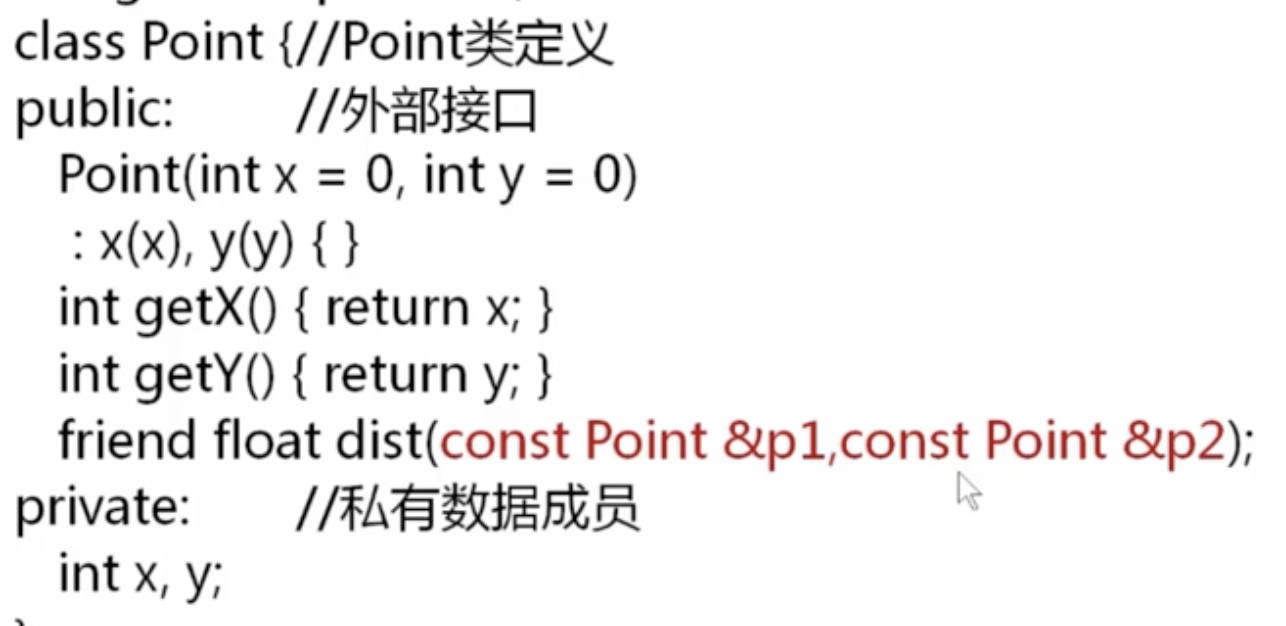 class Point {//Point类定义
public: //外部接口
Point(int x = 0, int y = 0)
: x(x), y(y) { }
int getX() { return x; }
int getY() { return y; }
friend float dist(const Point &p1,const Point &p2);
private: //私有数据成员
int x, y;